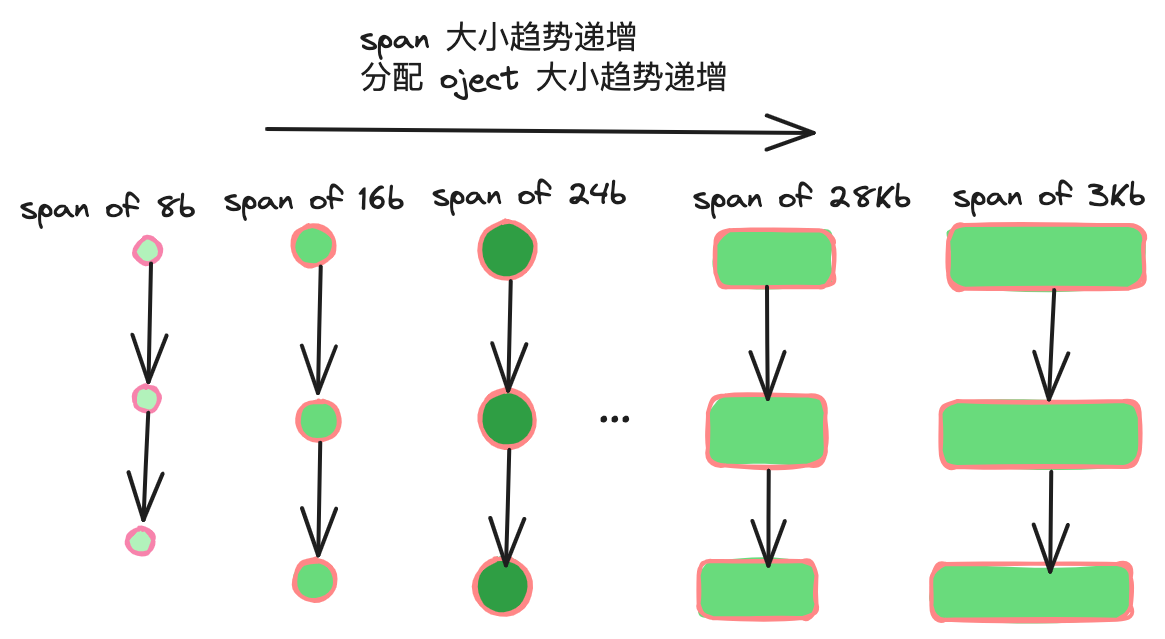 span 大小趋势递增
分配 oject 大小趋势递增
span of 8b
span of 16b
span of 24b
span of 28Kb
span of 3Kb
...